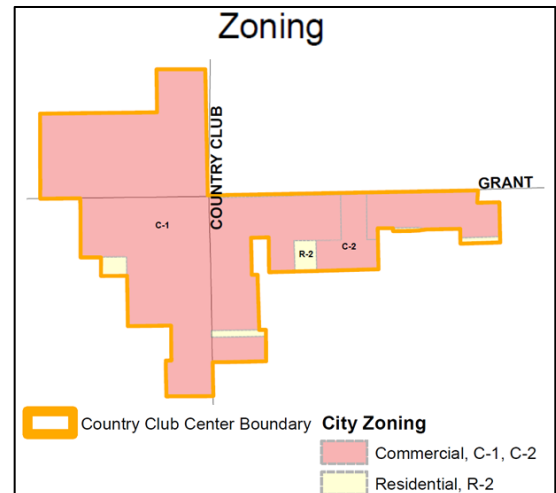 Zoning
COUNTRY CLUB
GRANT
C-1
R-2
C-2
Country Club Center Boundary
City Zoning
Commercial, C-1, C-2
Residential, R-2